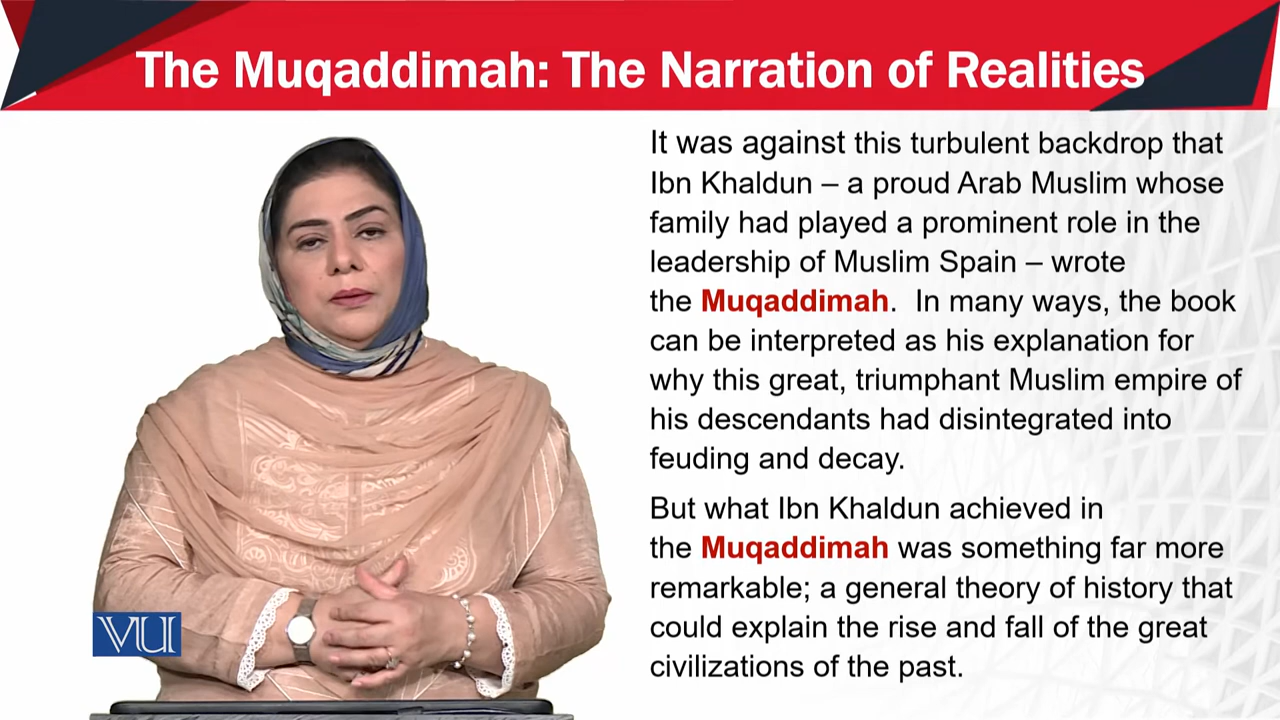 The Muqaddimah: The Narration of Realities
It was against this turbulent backdrop that
Ibn Khaldun – a proud Arab Muslim whose
family had played a prominent role in the
leadership of Muslim Spain – wrote
the Muqaddimah.  In many ways, the book
can be interpreted as his explanation for
why this great, triumphant Muslim empire of
his descendants had disintegrated into
feuding and decay.
But what Ibn Khaldun achieved in
the Muqaddimah was something far more
remarkable; a general theory of history that
could explain the rise and fall of the great
civilizations of the past.
VU